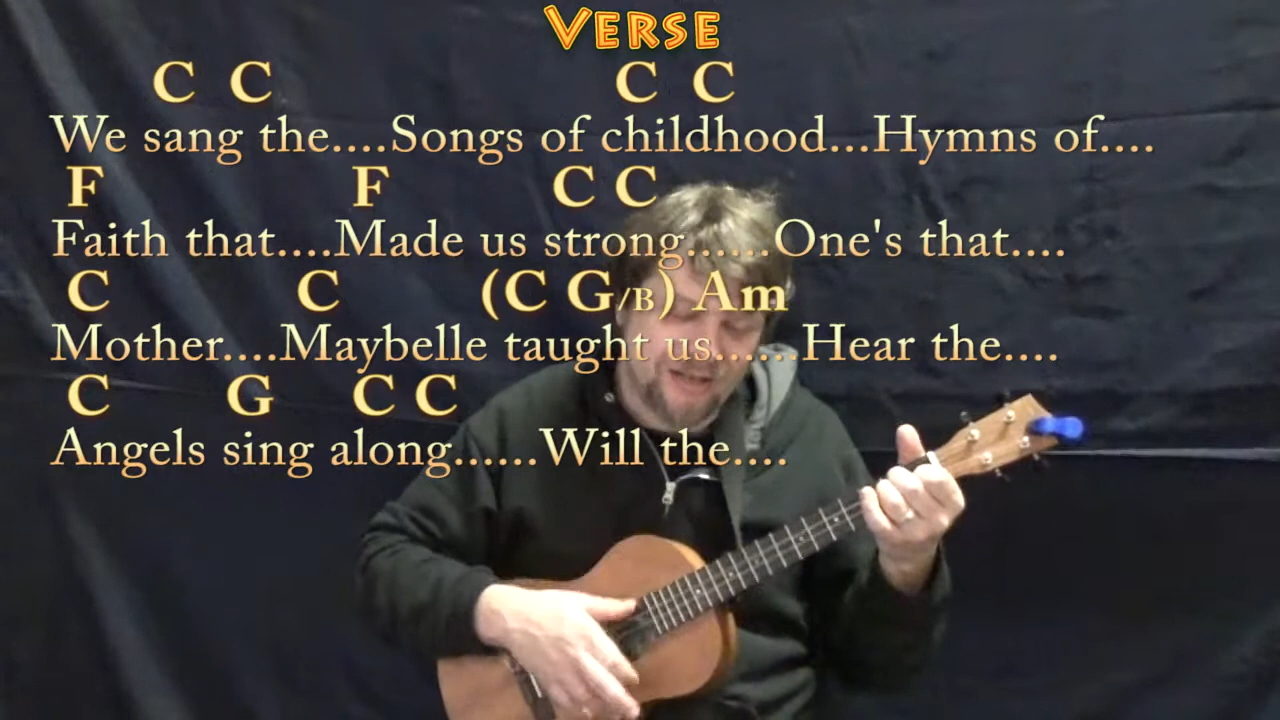 VERSE
C C C C
We sang the....Songs of childhood...Hymns of....
F F C C
Faith that....Made us strong......One's that....
C C (C G/B) Am
Mother....Maybelle taught us......Hear the....
C G C C
Angels sing along......Will the....